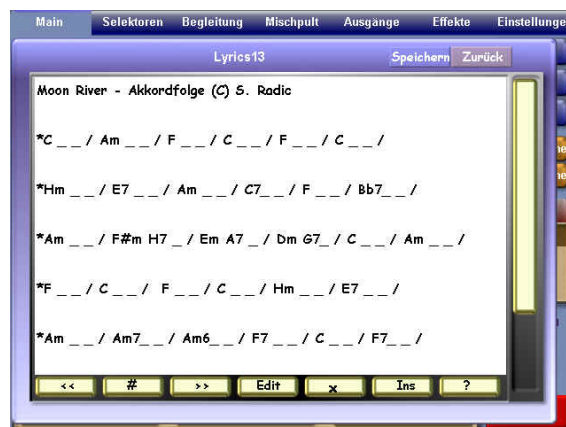 Main Selektoren Begleitung Mischpult Ausgänge Effekte Einstellunge
Lyrics13 Speichern Zurück
Moon River - Akkordfolge (C) S. Radic
*C _ _ / Am _ _ / F _ _ / C _ _ / F _ _ / C _ _ /
*Hm _ _ / E7 _ _ / Am _ _ / C7_ _ / F _ _ / Bb7_ _ /
*Am _ _ / F#m H7 _ / Em A7 _ / Dm G7_ / C _ _ / Am _ _ /
*F _ _ / C _ _ / F _ _ / C _ _ / Hm _ _ / E7 _ _ /
*Am _ _ / Am7_ _ / Am6_ _ / F7 _ _ / C _ _ / F7_ _ /
<< # >> Edit x Ins ?